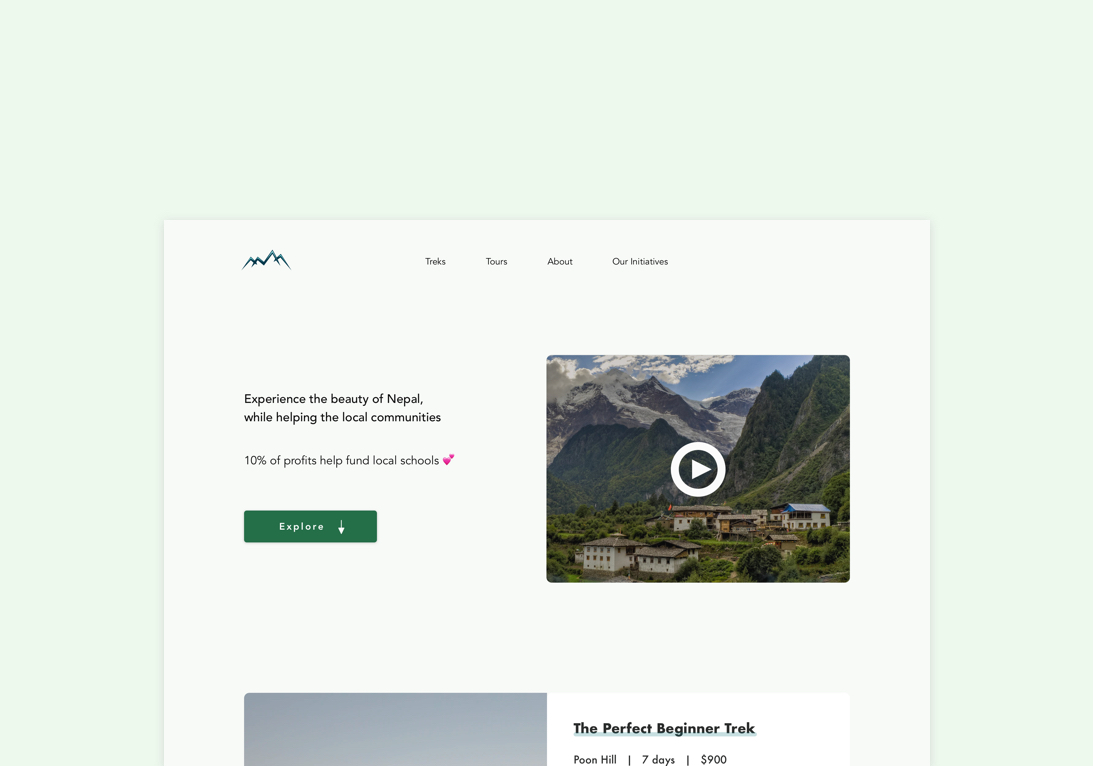 Treks Tours About Our Initiatives
Experience the beauty of Nepal,
while helping the local communities
10% of profits help fund local schools 💕
Explore
The Perfect Beginner Trek
Poon Hill | 7 days | $900